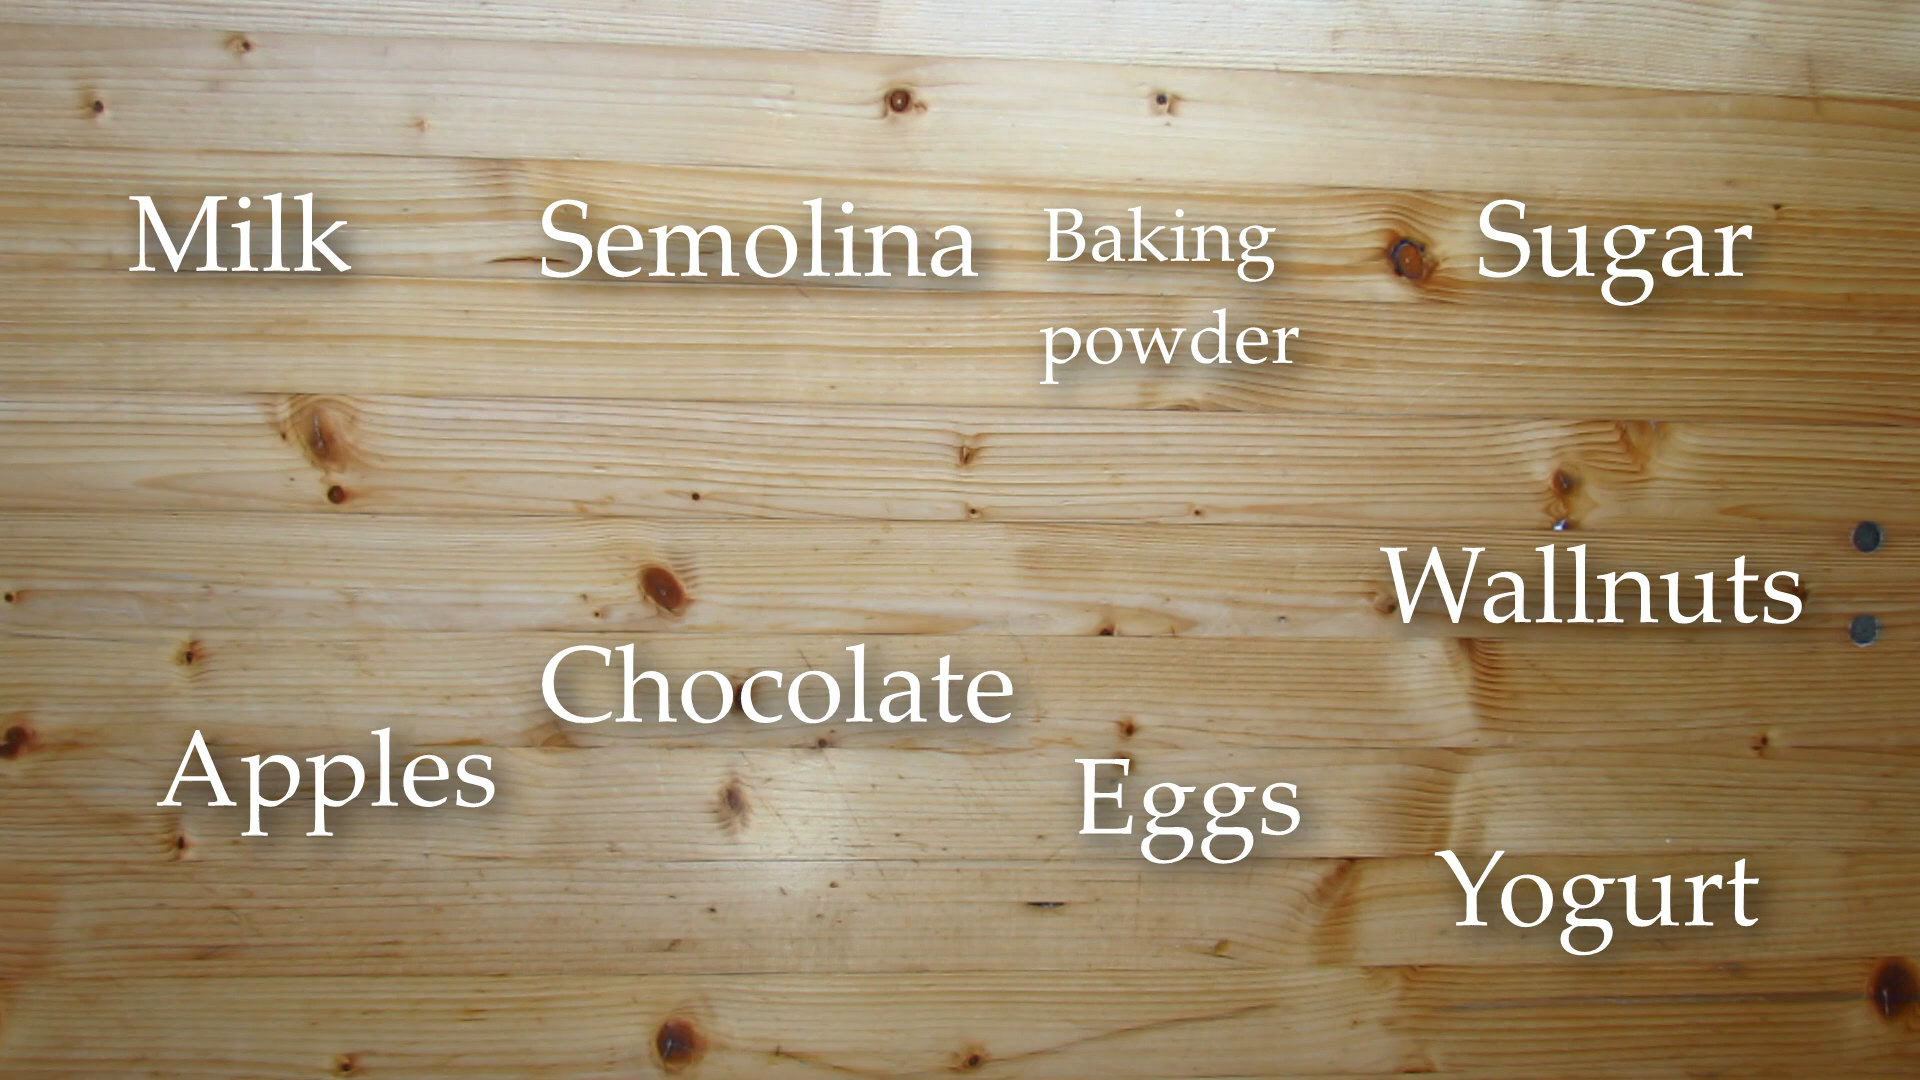 Milk
Semolina
Baking
powder
Sugar
Wallnuts
Chocolate
Apples
Eggs
Yogurt